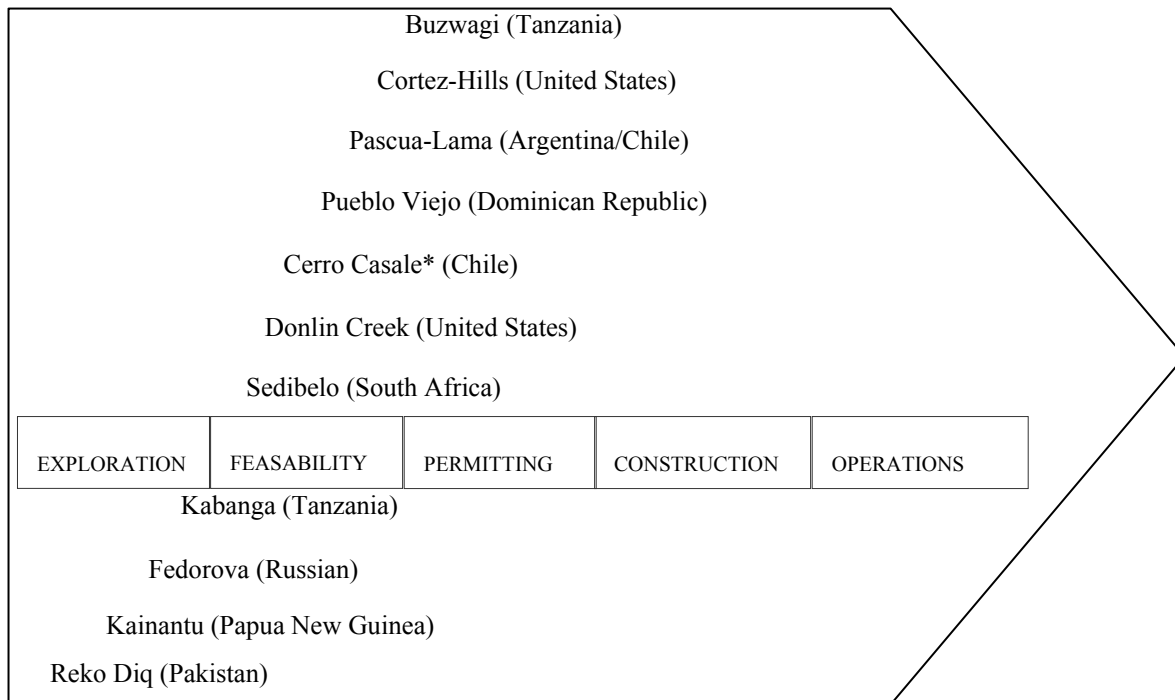 Buzwagi (Tanzania)
Cortez-Hills (United States)
Pascua-Lama (Argentina/Chile)
Pueblo Viejo (Dominican Republic)
Cerro Casale* (Chile)
Donlin Creek (United States)
Sedibelo (South Africa)
EXPLORATION FEASABILITY PERMITTING CONSTRUCTION OPERATIONS
Kabanga (Tanzania)
Fedorova (Russian)
Kainantu (Papua New Guinea)
Reko Diq (Pakistan)